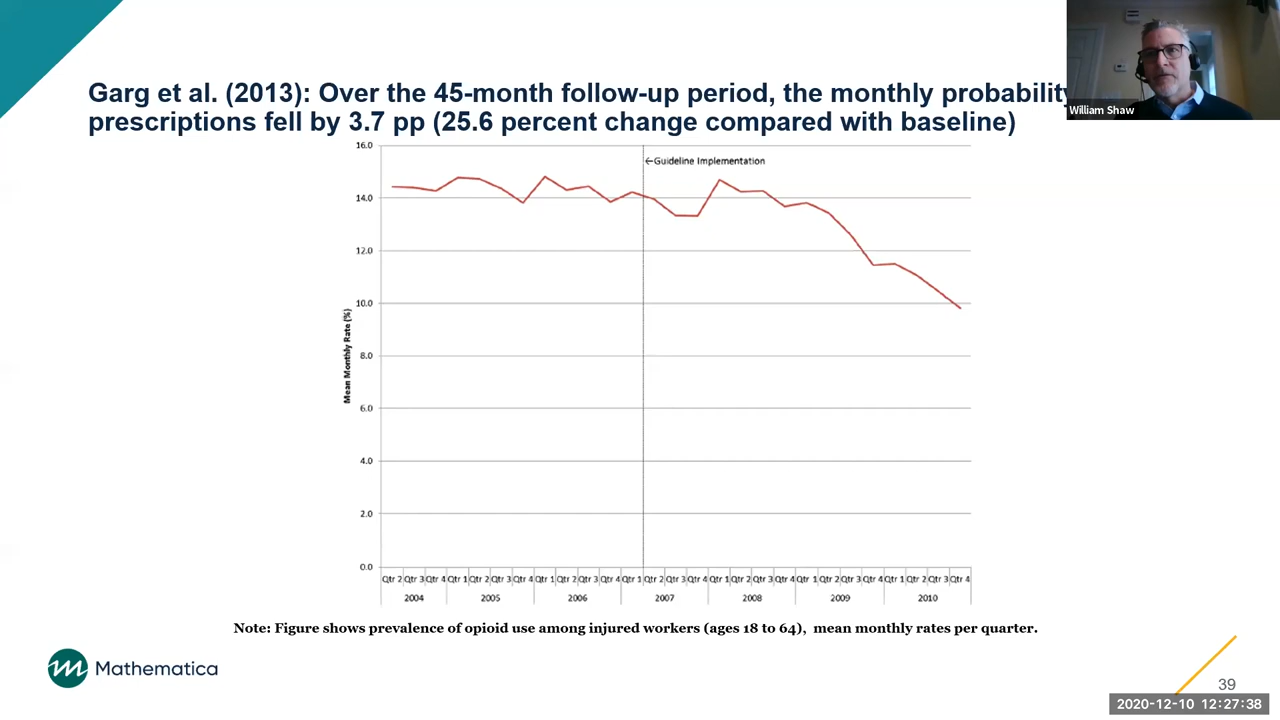 Garg et al. (2013): Over the 45-month follow-up period, the monthly probability
prescriptions fell by 3.7 pp (25.6 percent change compared with baseline)
William Shaw
←Guideline Implementation
16.0
14.0
12.0
10.0
8.0
6.0
4.0
2.0
0.0
Mean Monthly Rate (%)
Qtr 2 Qtr 3 Qtr 4 Qtr 1 Qtr 2 Qtr 3 Qtr 4 Qtr 1 Qtr 2 Qtr 3 Qtr 4 Qtr 1 Qtr 2 Qtr 3 Qtr 4 Qtr 1 Qtr 2 Qtr 3 Qtr 4 Qtr 1 Qtr 2 Qtr 3 Qtr 4 Qtr 1 Qtr 2 Qtr 3 Qtr 4
2004 2005 2006 2007 2008 2009 2010
Note: Figure shows prevalence of opioid use among injured workers (ages 18 to 64), mean monthly rates per quarter.
Mathematica
39
2020-12-10 12:27:38